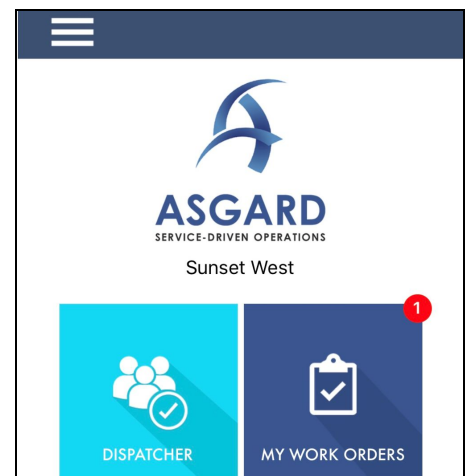 ASGARD
SERVICE-DRIVEN OPERATIONS
Sunset West
1
DISPATCHER
MY WORK ORDERS